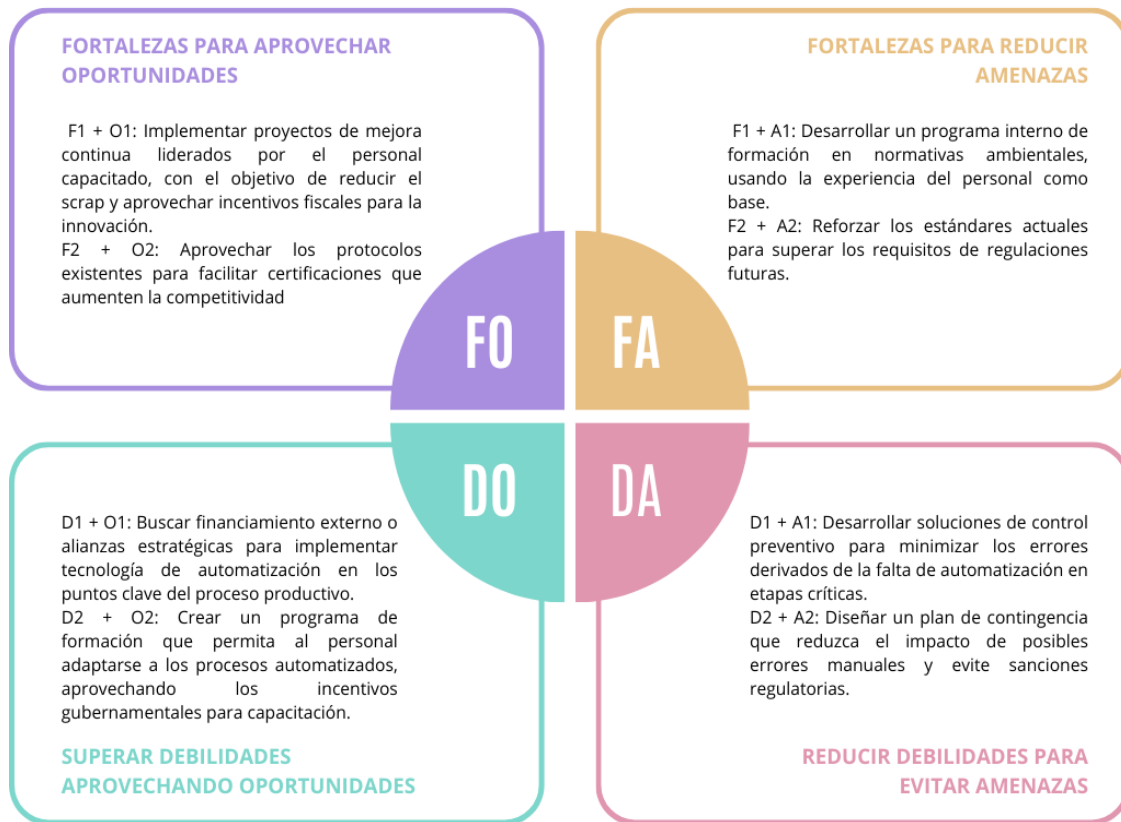 FORTALEZAS PARA APROVECHAR
OPORTUNIDADES
F1 + O1: Implementar proyectos de mejora
continua liderados por el personal
capacitado, con el objetivo de reducir el
scrap y aprovechar incentivos fiscales para la
innovación.
F2 + O2: Aprovechar los protocolos
existentes para facilitar certificaciones que
aumenten la competitividad
FORTALEZAS PARA REDUCIR
AMENAZAS
F1 + A1: Desarrollar un programa interno de
formación en normativas ambientales,
usando la experiencia del personal como
base.
F2 + A2: Reforzar los estándares actuales
para superar los requisitos de regulaciones
futuras.
FO
FA
DO
DA
D1 + O1: Buscar financiamiento externo o
alianzas estratégicas para implementar
tecnología de automatización en los
puntos clave del proceso productivo.
D2 + O2: Crear un programa de
formación que permita al personal
adaptarse a los procesos automatizados,
aprovechando los incentivos
gubernamentales para capacitación.
SUPERAR DEBILIDADES
APROVECHANDO OPORTUNIDADES
D1 + A1: Desarrollar soluciones de control
preventivo para minimizar los errores
derivados de la falta de automatización en
etapas críticas.
D2 + A2: Diseñar un plan de contingencia
que reduzca el impacto de posibles
errores manuales y evite sanciones
regulatorias.
REDUCIR DEBILIDADES PARA
EVITAR AMENAZAS